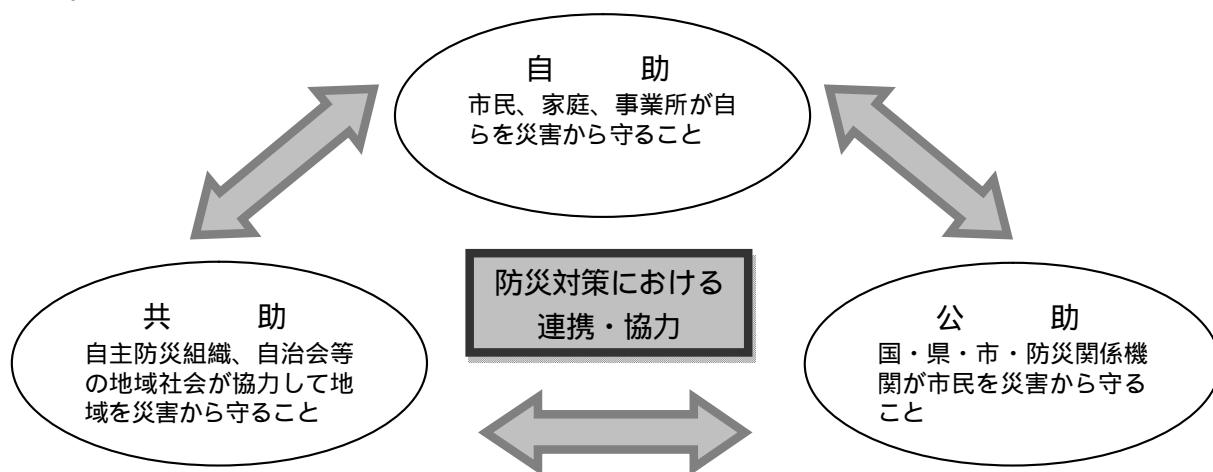 自　助
市民、家庭、事業所が自
らを災害から守ること
防災対策における
連携・協力
共　助
自主防災組織、自治会等
の地域社会が協力して地
域を災害から守ること
公　助
国・県・市・防災関係機
関が市民を災害から守る
こと